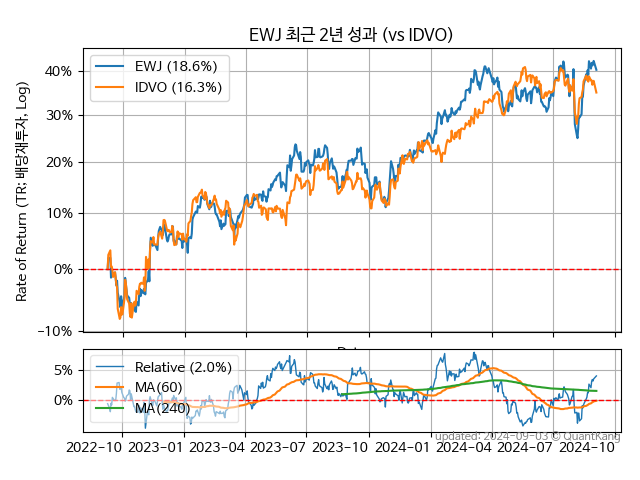 EWJ 최근 2년 성과 (vs IDVO)
EWJ (18.6%)
IDVO (16.3%)
40%
30%
20%
10%
0%
−10%
Rate of Return (TR: 배당재투자, Log)
Relative (2.0%)
MA(60)
MA(240)
5%
0%
2022-10 2023-01 2023-04 2023-07 2023-10 2024-01 2024-04 2024-07 2024-10
updated: 2024-09-03 © QuantKang